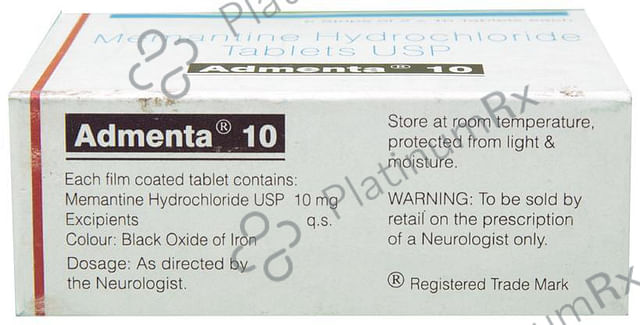 Memantine Hydrochloride
Tablets USP
Admenta® 10
Admenta® 10
Each film coated tablet contains:
Memantine Hydrochloride USP 10 mg
Excipients q.s.
Colour: Black Oxide of Iron
Dosage: As directed by
the Neurologist.
Store at room temperature,
protected from light &
moisture.
WARNING: To be sold by
retail on the prescription
of a Neurologist only.
® Registered Trade Mark
PlatinumRx
PlatinumRx
PlatinumRx